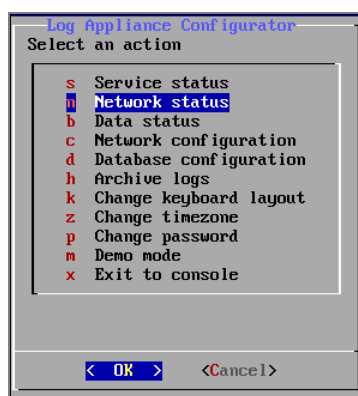 Log Appliance Configurator
Select an action
s Service status
n Network status
b Data status
c Network configuration
d Database configuration
h Archive logs
k Change keyboard layout
z Change timezone
p Change password
m Demo mode
x Exit to console
< OK > <Cancel>